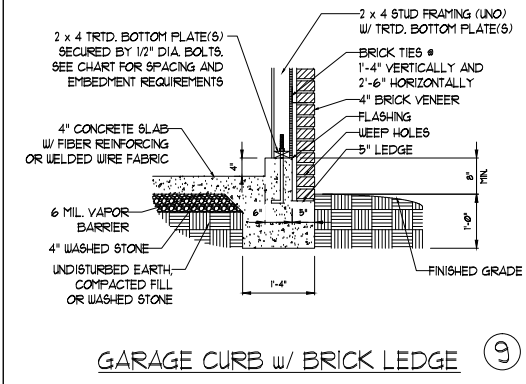 2 x 4 TRTD. BOTTOM PLATE(S)
SECURED BY 1/2" DIA. BOLTS.
SEE CHART FOR SPACING AND
EMBEDMENT REQUIREMENTS
4" CONCRETE SLAB
W/ FIBER REINFORCING
OR WELDED WIRE FABRIC
6 MIL. VAPOR
BARRIER
4" WASHED STONE
UNDISTURBED EARTH,
COMPACTED FILL
OR WASHED STONE
2 x 4 STUD FRAMING (UNO)
W/ TRTD. BOTTOM PLATE(S)
BRICK TIES @
1'-4" VERTICALLY AND
2'-6" HORIZONTALLY
4" BRICK VENEER
FLASHING
WEEP HOLES
5" LEDGE
4"
6"
5"
8"
MIN.
1'-0"
1'-4"
FINISHED GRADE
GARAGE CURB W/ BRICK LEDGE
9